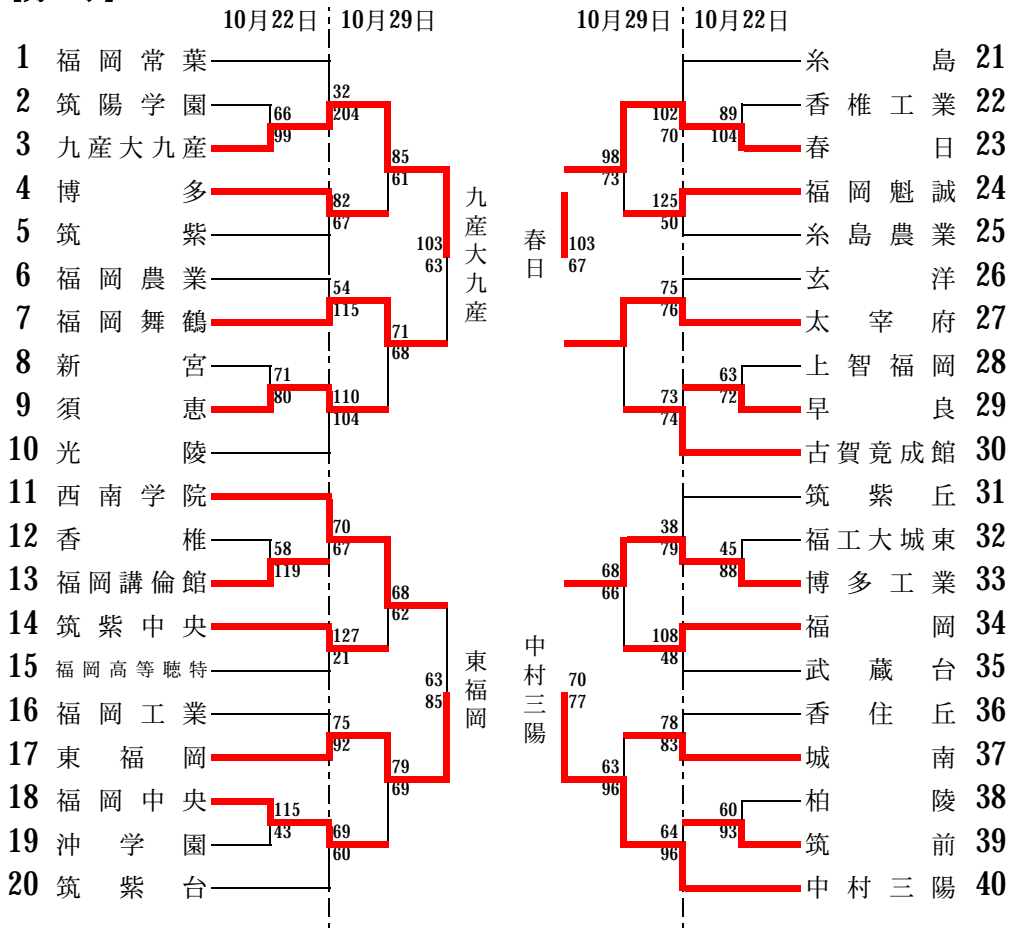 10月22日 10月29日 10月29日 10月22日
1 福岡常葉
2 筑陽学園
3 九産大九産
4 博多
5 筑紫
6 福岡農業
7 福岡舞鶴
8 新宮
9 須恵
10 光陵
11 西南学院
12 香椎
13 福岡講倫館
14 筑紫中央
15 福岡高等聴特
16 福岡工業
17 東福岡
18 福岡中央
19 沖学園
20 筑紫台
66
99
71
80
58
119
115
43
32
204
82
67
54
115
110
104
70
67
127
21
75
92
69
60
85
61
71
68
68
62
79
69
103
63
63
85
九産大九産
東福岡
春日
中村三陽
103
67
70
77
98
73
68
66
63
96
102
70
125
50
75
76
73
74
38
79
108
48
78
83
64
96
89
104
63
72
45
88
60
93
糸島 21
香椎工業 22
春日 23
福岡魁誠 24
糸島農業 25
玄洋 26
太宰府 27
上智福岡 28
早良 29
古賀竟成館 30
筑紫丘 31
福工大城東 32
博多工業 33
福岡 34
武蔵台 35
香住丘 36
城南 37
柏陵 38
筑前 39
中村三陽 40